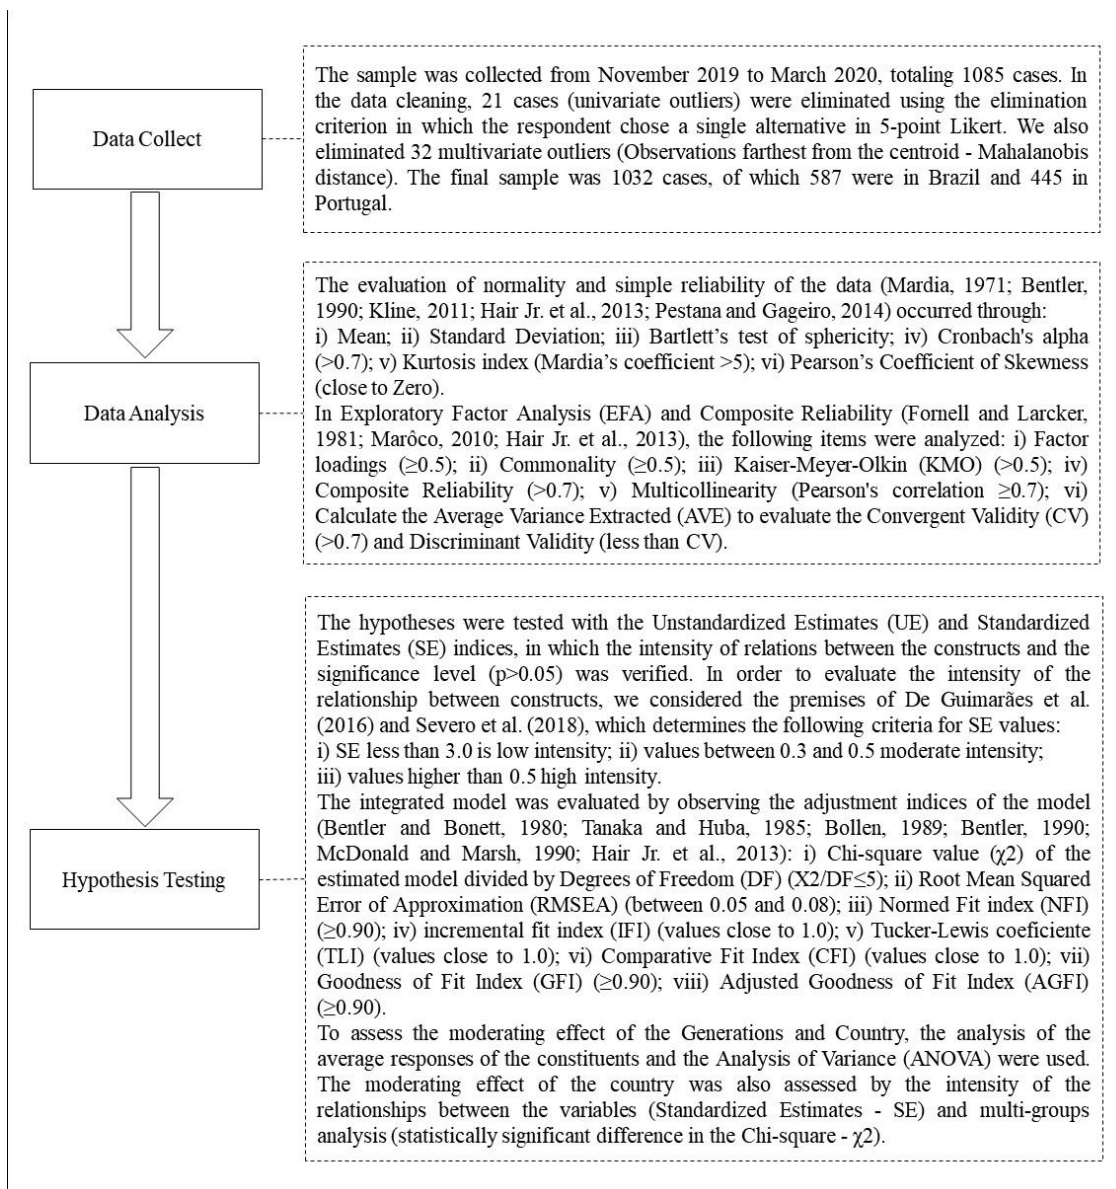 Data Collect
The sample was collected from November 2019 to March 2020, totaling 1085 cases. In
the data cleaning, 21 cases (univariate outliers) were eliminated using the elimination
criterion in which the respondent chose a single alternative in 5-point Likert. We also
eliminated 32 multivariate outliers (Observations farthest from the centroid - Mahalanobis
distance). The final sample was 1032 cases, of which 587 were in Brazil and 445 in
Portugal.
Data Analysis
The evaluation of normality and simple reliability of the data (Mardia, 1971; Bentler,
1990; Kline, 2011; Hair Jr. et al., 2013; Pestana and Gageiro, 2014) occurred through:
i) Mean; ii) Standard Deviation; iii) Bartlett's test of sphericity; iv) Cronbach's alpha
(>0.7); v) Kurtosis index (Mardia's coefficient >5); vi) Pearson's Coefficient of Skewness
(close to Zero).
In Exploratory Factor Analysis (EFA) and Composite Reliability (Fornell and Larcker,
1981; Marôco, 2010; Hair Jr. et al., 2013), the following items were analyzed: i) Factor
loadings (≥0.5); ii) Commonality (≥0.5); iii) Kaiser-Meyer-Olkin (KMO) (>0.5); iv)
Composite Reliability (>0.7); v) Multicollinearity (Pearson's correlation ≥0.7); vi)
Calculate the Average Variance Extracted (AVE) to evaluate the Convergent Validity (CV)
(>0.7) and Discriminant Validity (less than CV).
Hypothesis Testing
The hypotheses were tested with the Unstandardized Estimates (UE) and Standardized
Estimates (SE) indices, in which the intensity of relations between the constructs and the
significance level (p>0.05) was verified. In order to evaluate the intensity of the
relationship between constructs, we considered the premises of De Guimarães et al.
(2016) and Severo et al. (2018), which determines the following criteria for SE values:
i) SE less than 3.0 is low intensity; ii) values between 0.3 and 0.5 moderate intensity;
iii) values higher than 0.5 high intensity.
The integrated model was evaluated by observing the adjustment indices of the model
(Bentler and Bonett, 1980; Tanaka and Huba, 1985; Bollen, 1989; Bentler, 1990;
McDonald and Marsh, 1990; Hair Jr. et al., 2013): i) Chi-square value (χ2) of the
estimated model divided by Degrees of Freedom (DF) (X2/DF≤5); ii) Root Mean Squared
Error of Approximation (RMSEA) (between 0.05 and 0.08); iii) Normed Fit index (NFI)
(≥0.90); iv) incremental fit index (IFI) (values close to 1.0); v) Tucker-Lewis coeficiente
(TLI) (values close to 1.0); vi) Comparative Fit Index (CFI) (values close to 1.0); vii)
Goodness of Fit Index (GFI) (≥0.90); viii) Adjusted Goodness of Fit Index (AGFI)
(≥0.90).
To assess the moderating effect of the Generations and Country, the analysis of the
average responses of the constituents and the Analysis of Variance (ANOVA) were used.
The moderating effect of the country was also assessed by the intensity of the
relationships between the variables (Standardized Estimates - SE) and multi-groups
analysis (statistically significant difference in the Chi-square - χ2).